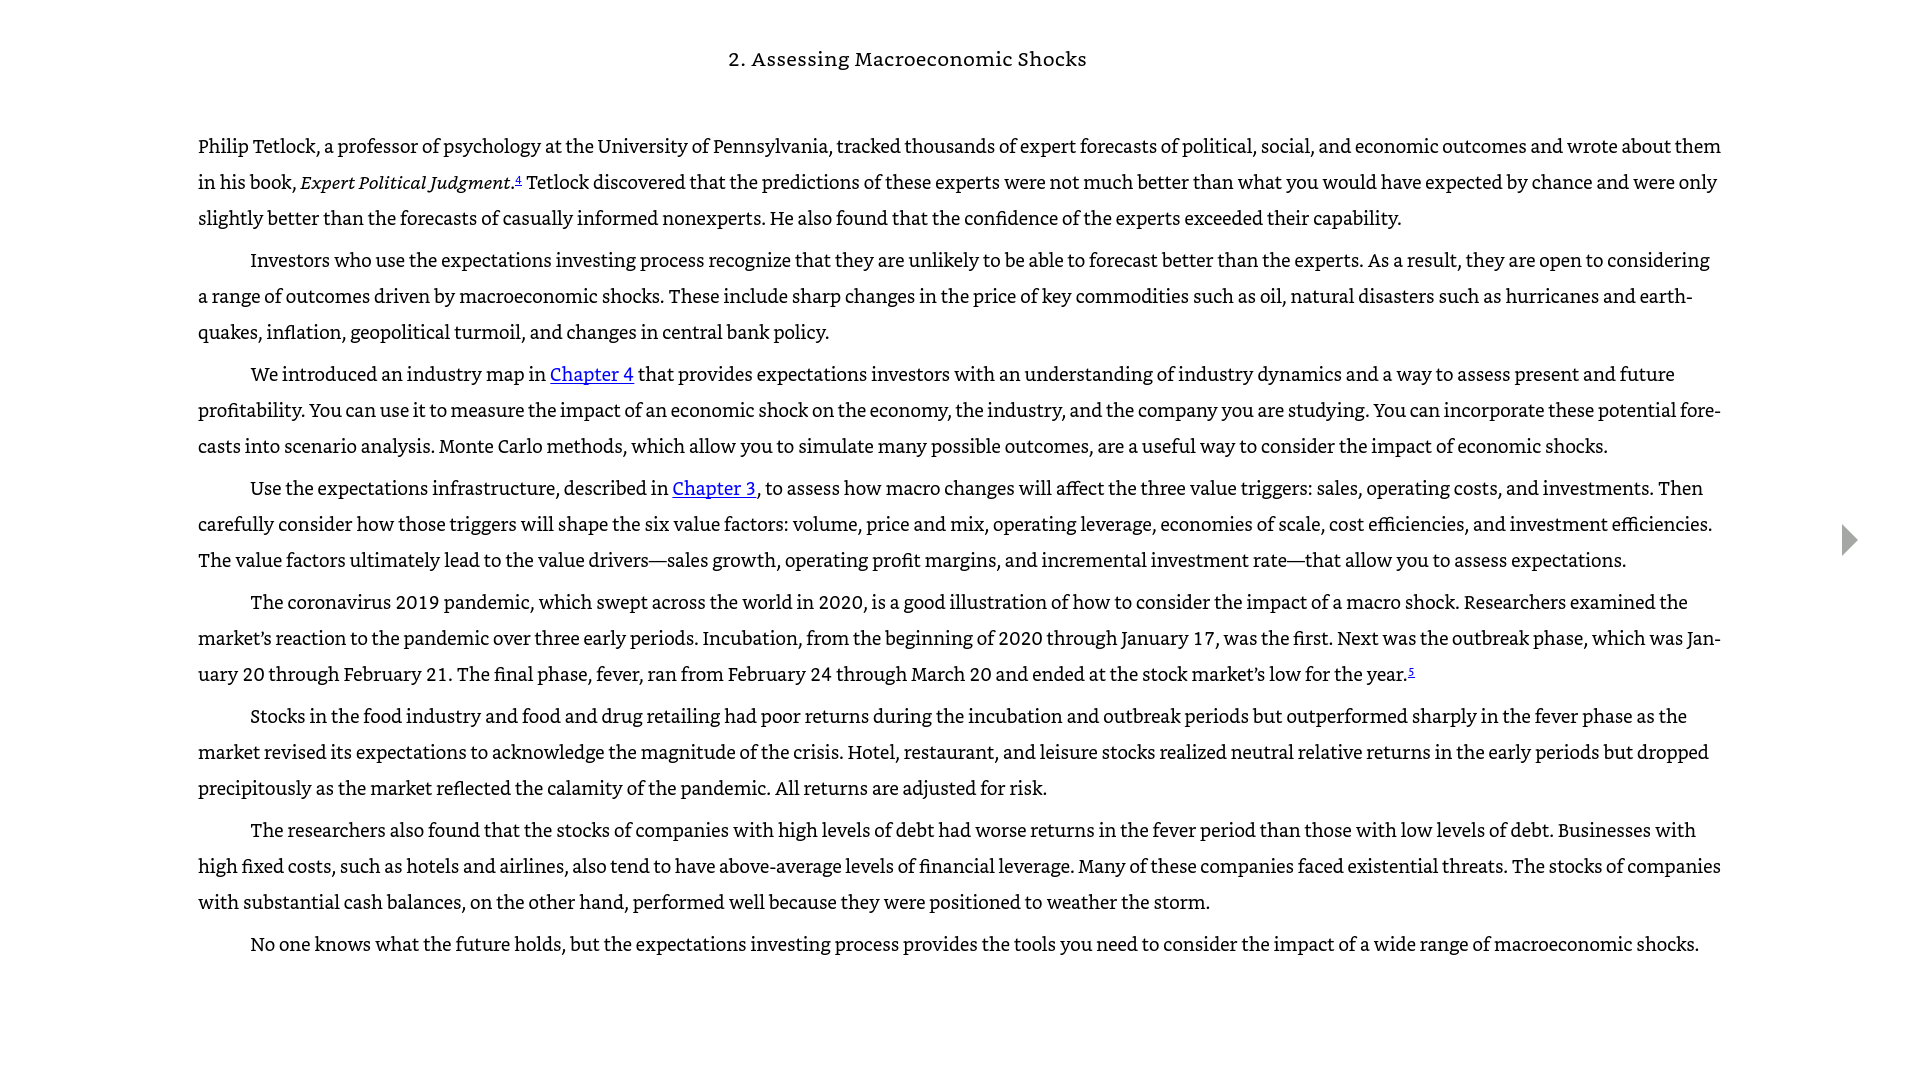 2. Assessing Macroeconomic Shocks
Philip Tetlock, a professor of psychology at the University of Pennsylvania, tracked thousands of expert forecasts of political, social, and economic outcomes and wrote about them
in his book, Expert Political Judgment.4 Tetlock discovered that the predictions of these experts were not much better than what you would have expected by chance and were only
slightly better than the forecasts of casually informed nonexperts. He also found that the confidence of the experts exceeded their capability.
Investors who use the expectations investing process recognize that they are unlikely to be able to forecast better than the experts. As a result, they are open to considering
a range of outcomes driven by macroeconomic shocks. These include sharp changes in the price of key commodities such as oil, natural disasters such as hurricanes and earth-
quakes, inflation, geopolitical turmoil, and changes in central bank policy.
We introduced an industry map in Chapter 4 that provides expectations investors with an understanding of industry dynamics and a way to assess present and future
profitability. You can use it to measure the impact of an economic shock on the economy, the industry, and the company you are studying. You can incorporate these potential fore-
casts into scenario analysis. Monte Carlo methods, which allow you to simulate many possible outcomes, are a useful way to consider the impact of economic shocks.
Use the expectations infrastructure, described in Chapter 3, to assess how macro changes will affect the three value triggers: sales, operating costs, and investments. Then
carefully consider how those triggers will shape the six value factors: volume, price and mix, operating leverage, economies of scale, cost efficiencies, and investment efficiencies.
The value factors ultimately lead to the value drivers—sales growth, operating profit margins, and incremental investment rate—that allow you to assess expectations.
The coronavirus 2019 pandemic, which swept across the world in 2020, is a good illustration of how to consider the impact of a macro shock. Researchers examined the
market’s reaction to the pandemic over three early periods. Incubation, from the beginning of 2020 through January 17, was the first. Next was the outbreak phase, which was Jan-
uary 20 through February 21. The final phase, fever, ran from February 24 through March 20 and ended at the stock market’s low for the year.5
Stocks in the food industry and food and drug retailing had poor returns during the incubation and outbreak periods but outperformed sharply in the fever phase as the
market revised its expectations to acknowledge the magnitude of the crisis. Hotel, restaurant, and leisure stocks realized neutral relative returns in the early periods but dropped
precipitously as the market reflected the calamity of the pandemic. All returns are adjusted for risk.
The researchers also found that the stocks of companies with high levels of debt had worse returns in the fever period than those with low levels of debt. Businesses with
high fixed costs, such as hotels and airlines, also tend to have above-average levels of financial leverage. Many of these companies faced existential threats. The stocks of companies
with substantial cash balances, on the other hand, performed well because they were positioned to weather the storm.
No one knows what the future holds, but the expectations investing process provides the tools you need to consider the impact of a wide range of macroeconomic shocks.